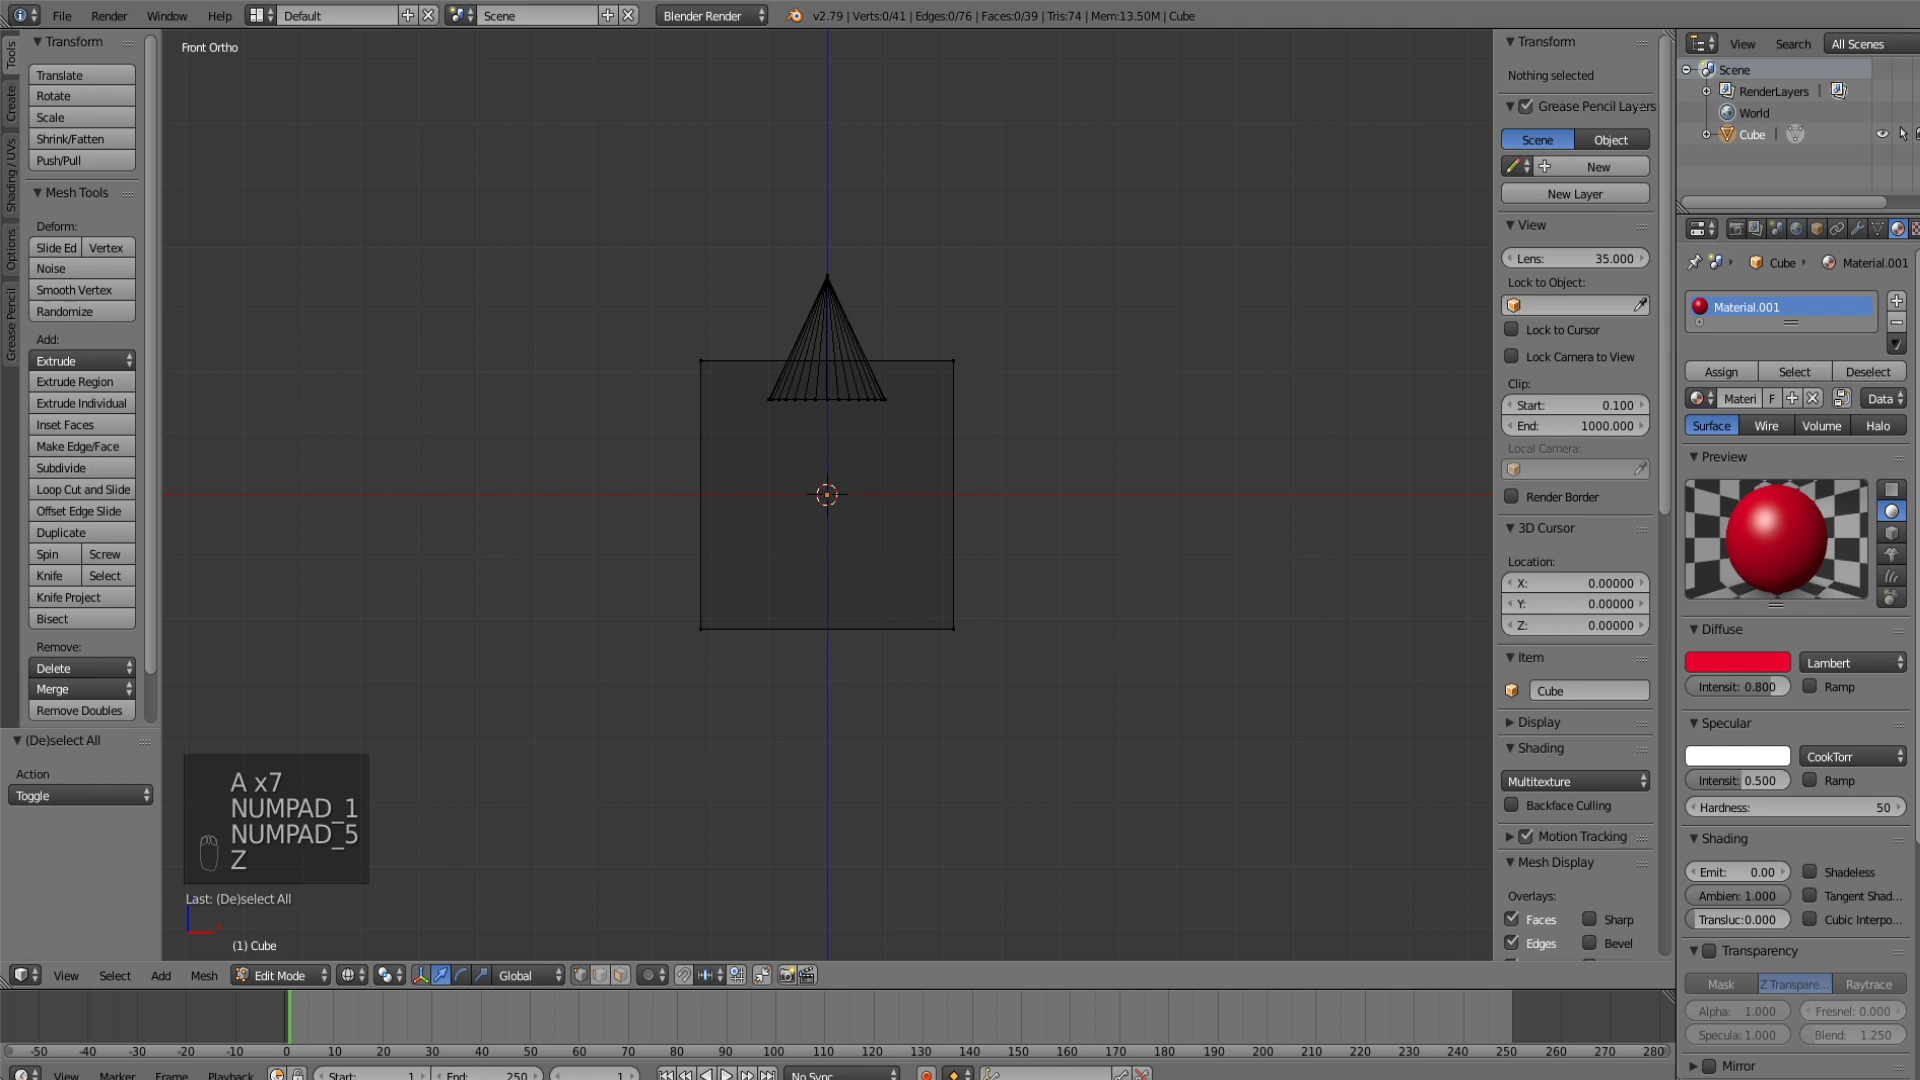 File Render Window Help Default Scene Blender Render v2.79 | Verts:0/41 | Edges:0/76 | Faces:0/39 | Tris:74 | Mem:13.50M | Cube
Tools
Create
Shading / UVs
Options
Grease Pencil
Transform
Translate
Rotate
Scale
Shrink/Fatten
Push/Pull
Mesh Tools
Deform:
Slide Ed Vertex
Noise
Smooth Vertex
Randomize
Add:
Extrude
Extrude Region
Extrude Individual
Inset Faces
Make Edge/Face
Subdivide
Loop Cut and Slide
Offset Edge Slide
Duplicate
Spin Screw
Knife Select
Knife Project
Bisect
Remove:
Delete
Merge
Remove Doubles
(De)select All
Action
Toggle
Front Ortho
A x7
NUMPAD_1
NUMPAD_5
Z
Last: (De)select All
(1) Cube
Transform
Nothing selected
Grease Pencil Layers
Scene Object
New
New Layer
View
Lens: 35.000
Lock to Object:
Lock to Cursor
Lock Camera to View
Clip:
Start: 0.100
End: 1000.000
Local Camera:
Render Border
3D Cursor
Location:
X: 0.00000
Y: 0.00000
Z: 0.00000
Item
Cube
Display
Shading
Multitexture
Backface Culling
Motion Tracking
Mesh Display
Overlays:
Faces Sharp
Edges Bevel
View Search All Scenes
Scene
RenderLayers |
World
Cube |
Cube Material.001
Material.001
Assign Select Deselect
Materi F Data
Surface Wire Volume Halo
Preview
Diffuse
Lambert
Intensit: 0.800 Ramp
Specular
CookTorr
Intensit: 0.500 Ramp
Hardness: 50
Shading
Emit: 0.00 Shadeless
Ambien: 1.000 Tangent Shad...
Transluc:0.000 Cubic Interpo...
Transparency
Mask Z Transpare... Raytrace
Alpha: 1.000 Fresnel: 0.000
Specula: 1.000 Blend: 1.250
Mirror
View Select Add Mesh Edit Mode Global
-50 -40 -30 -20 -10 0 10 20 30 40 50 60 70 80 90 100 110 120 130 140 150 160 170 180 190 200 210 220 230 240 250 260 270 280
View Marker Frame Playback Start: 1 End: 250 1 No Sync